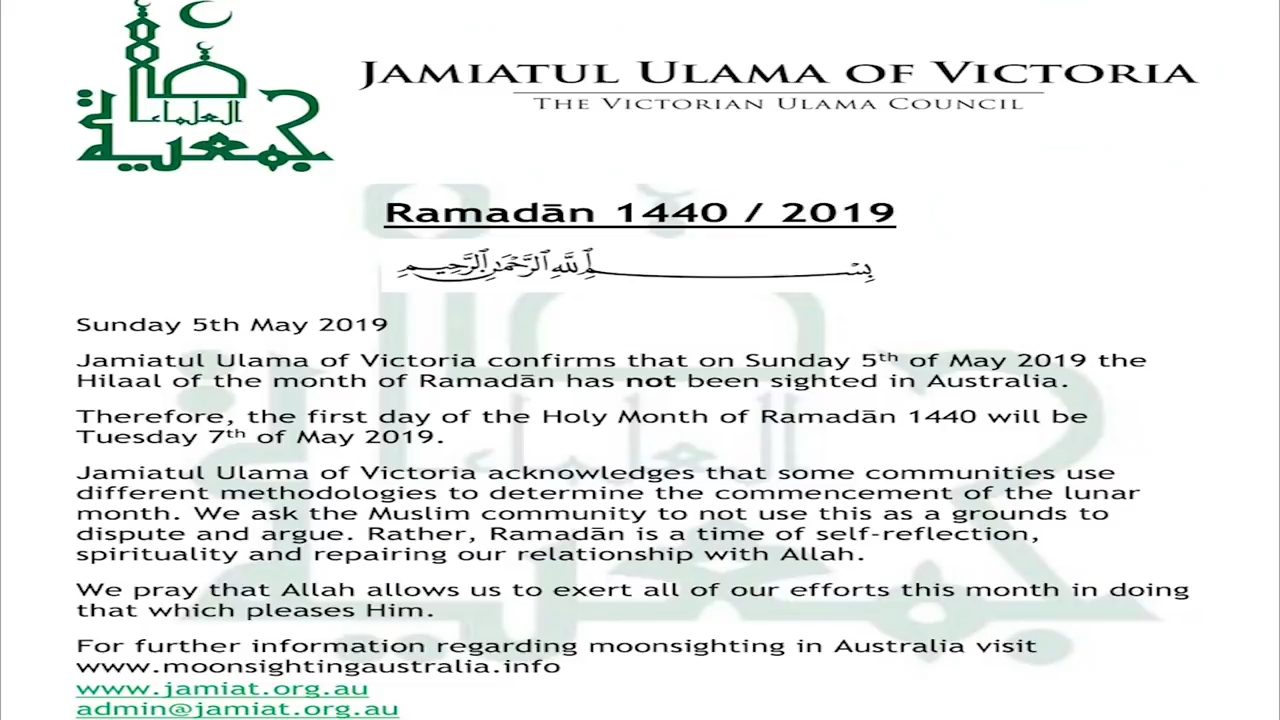 العلماء
جمعية
JAMIATUL ULAMA OF VICTORIA
THE VICTORIAN ULAMA COUNCIL
Ramadān 1440 / 2019
بِسْمِ اللَّهِ الرَّحْمَٰنِ الرَّحِيمِ
Sunday 5th May 2019
Jamiatul Ulama of Victoria confirms that on Sunday 5th of May 2019 the
Hilaal of the month of Ramadān has not been sighted in Australia.
Therefore, the first day of the Holy Month of Ramadān 1440 will be
Tuesday 7th of May 2019.
Jamiatul Ulama of Victoria acknowledges that some communities use
different methodologies to determine the commencement of the lunar
month. We ask the Muslim community to not use this as a grounds to
dispute and argue. Rather, Ramadān is a time of self-reflection,
spirituality and repairing our relationship with Allah.
We pray that Allah allows us to exert all of our efforts this month in doing
that which pleases Him.
For further information regarding moonsighting in Australia visit
www.moonsightingaustralia.info
www.jamiat.org.au
admin@jamiat.org.au